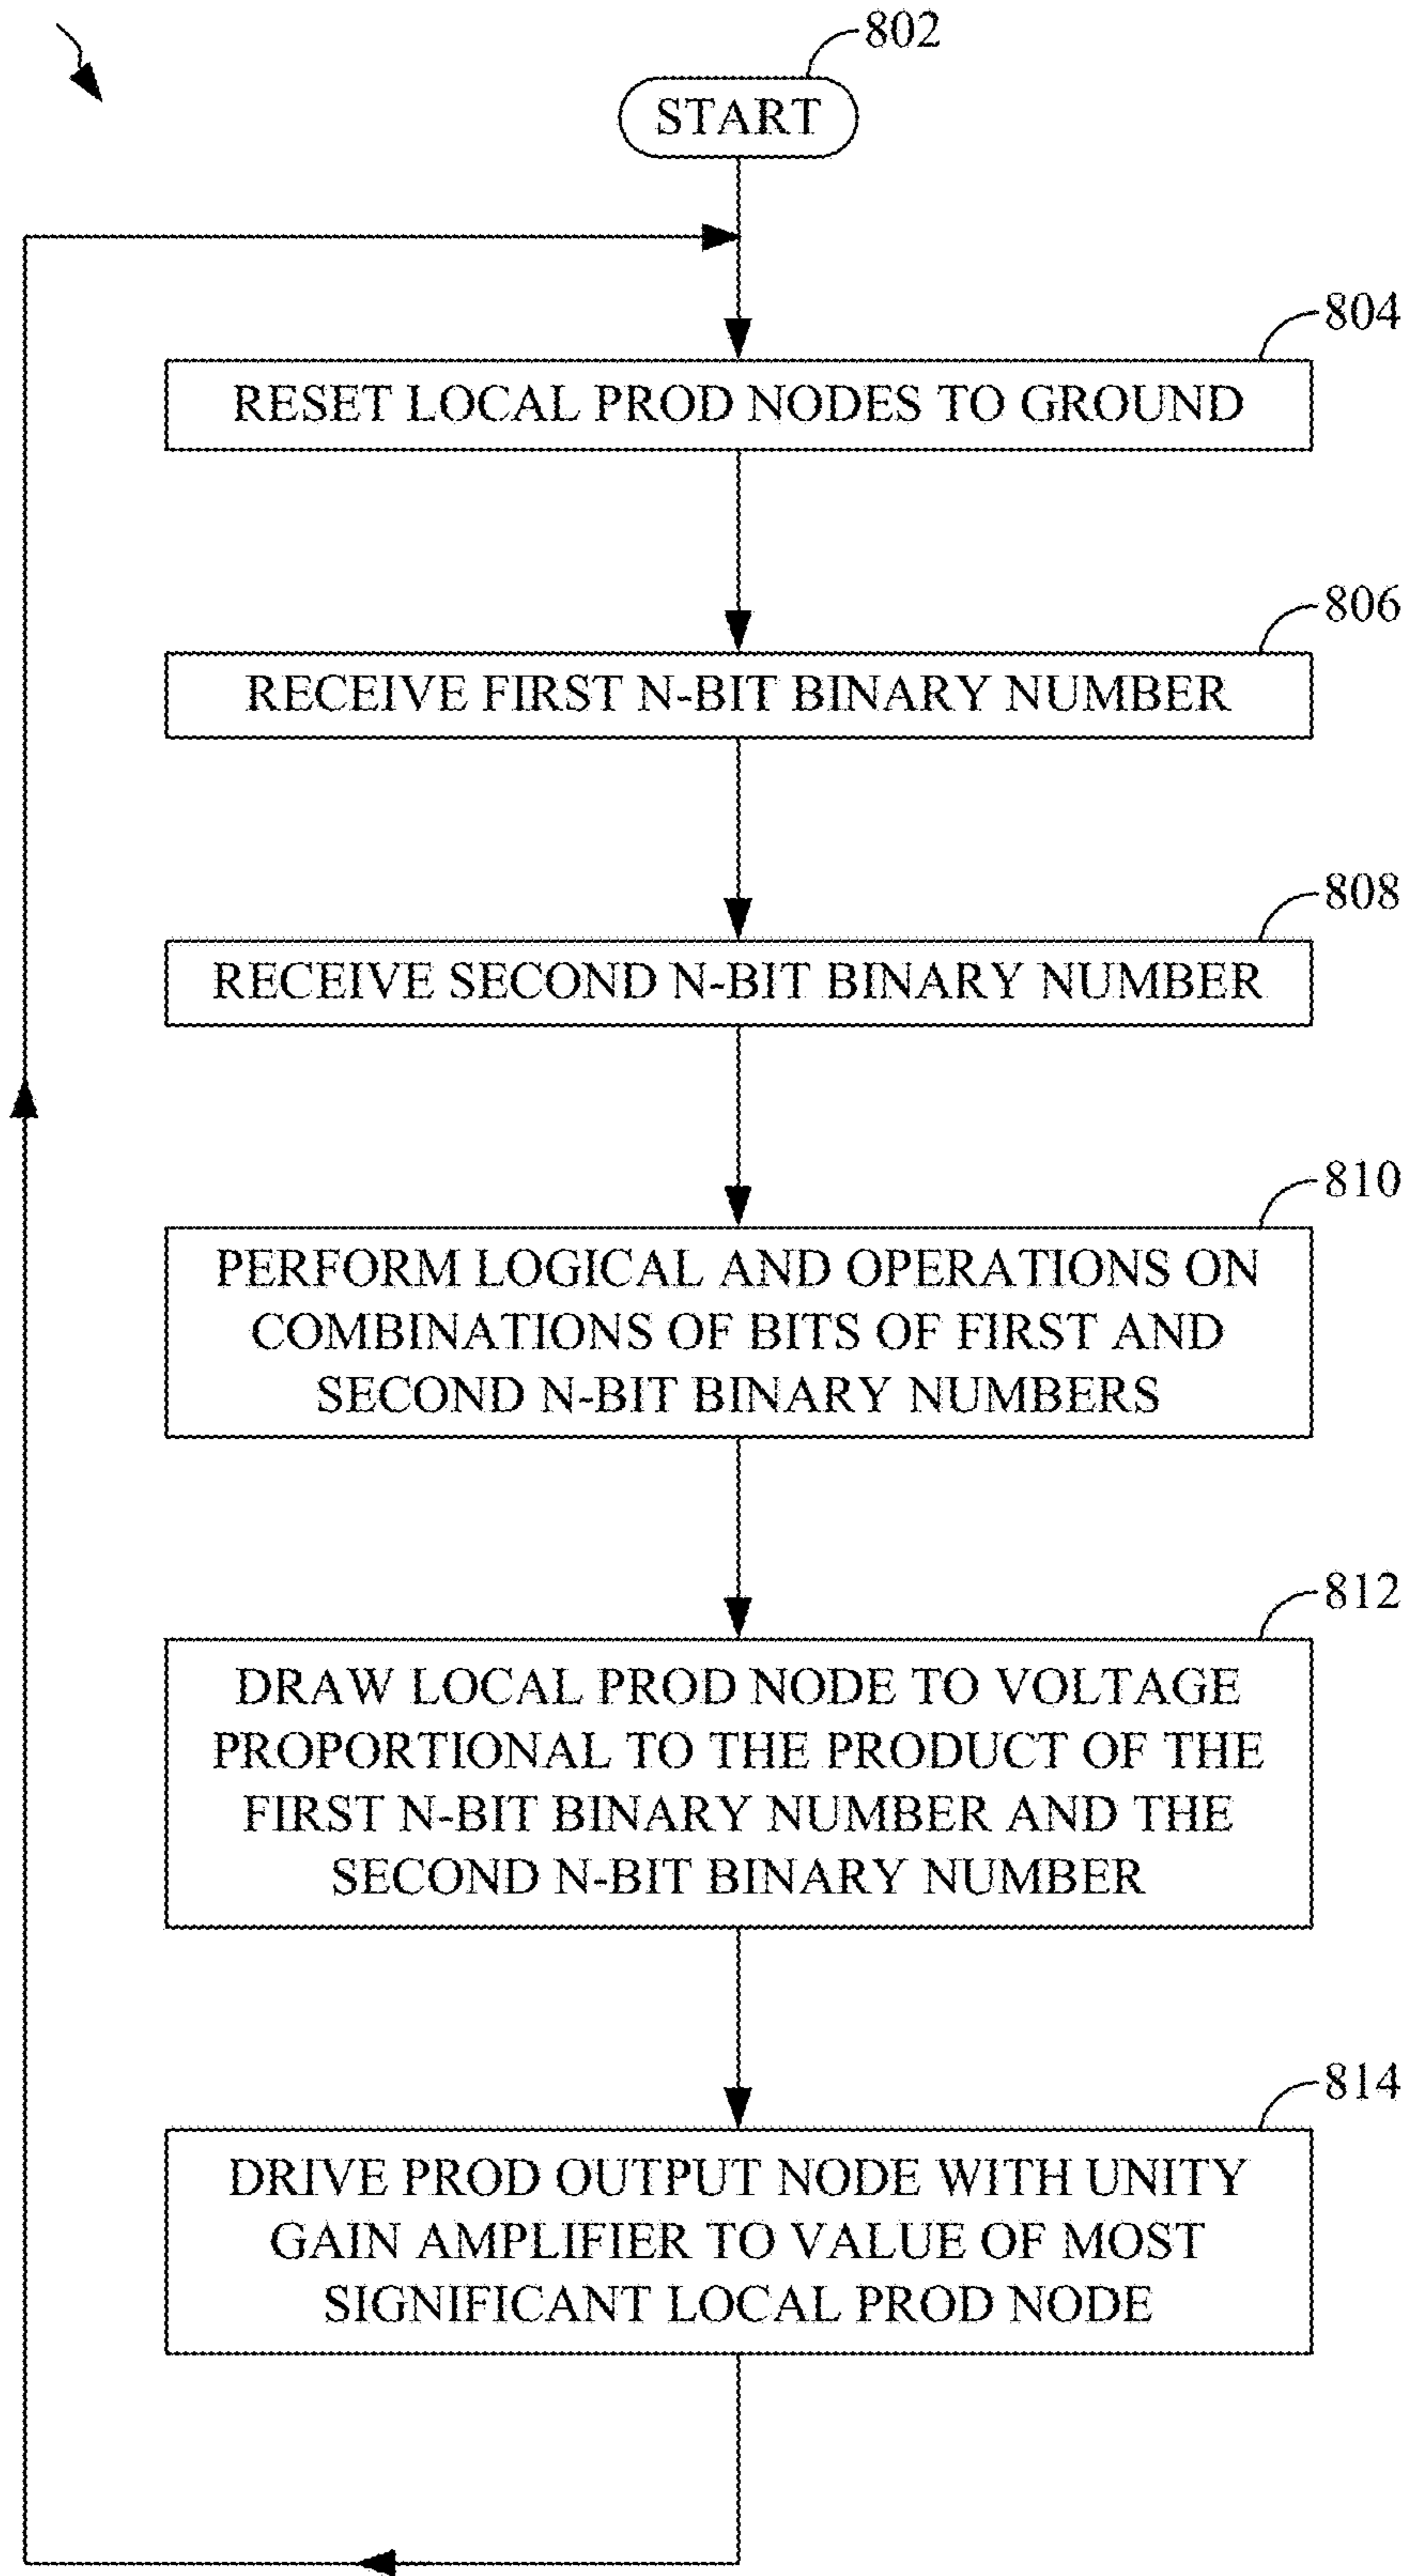 802
START
804
RESET LOCAL PROD NODES TO GROUND
806
RECEIVE FIRST N-BIT BINARY NUMBER
808
RECEIVE SECOND N-BIT BINARY NUMBER
810
PERFORM LOGICAL AND OPERATIONS ON
COMBINATIONS OF BITS OF FIRST AND
SECOND N-BIT BINARY NUMBERS
812
DRAW LOCAL PROD NODE TO VOLTAGE
PROPORTIONAL TO THE PRODUCT OF THE
FIRST N-BIT BINARY NUMBER AND THE
SECOND N-BIT BINARY NUMBER
814
DRIVE PROD OUTPUT NODE WITH UNITY
GAIN AMPLIFIER TO VALUE OF MOST
SIGNIFICANT LOCAL PROD NODE